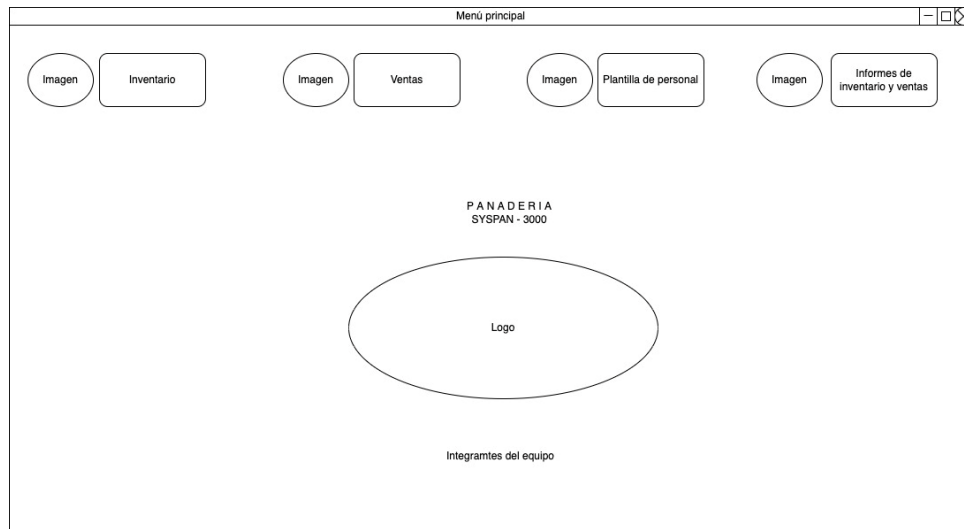 Menú principal
Imagen
Inventario
Imagen
Ventas
Imagen
Plantilla de personal
Imagen
Informes de
inventario y ventas
P A N A D E R I A
SYSPAN - 3000
Logo
Integramtes del equipo